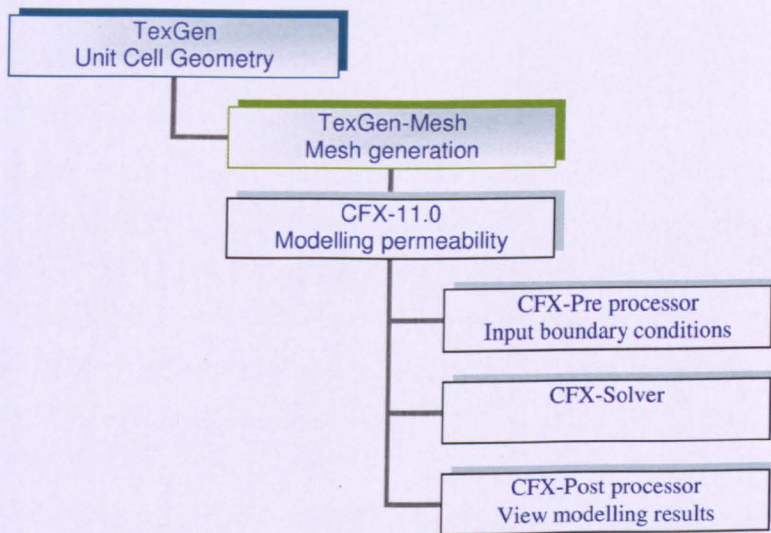 TexGen
Unit Cell Geometry
TexGen-Mesh
Mesh generation
CFX-11.0
Modelling permeability
CFX-Pre processor
Input boundary conditions
CFX-Solver
CFX-Post processor
View modelling results